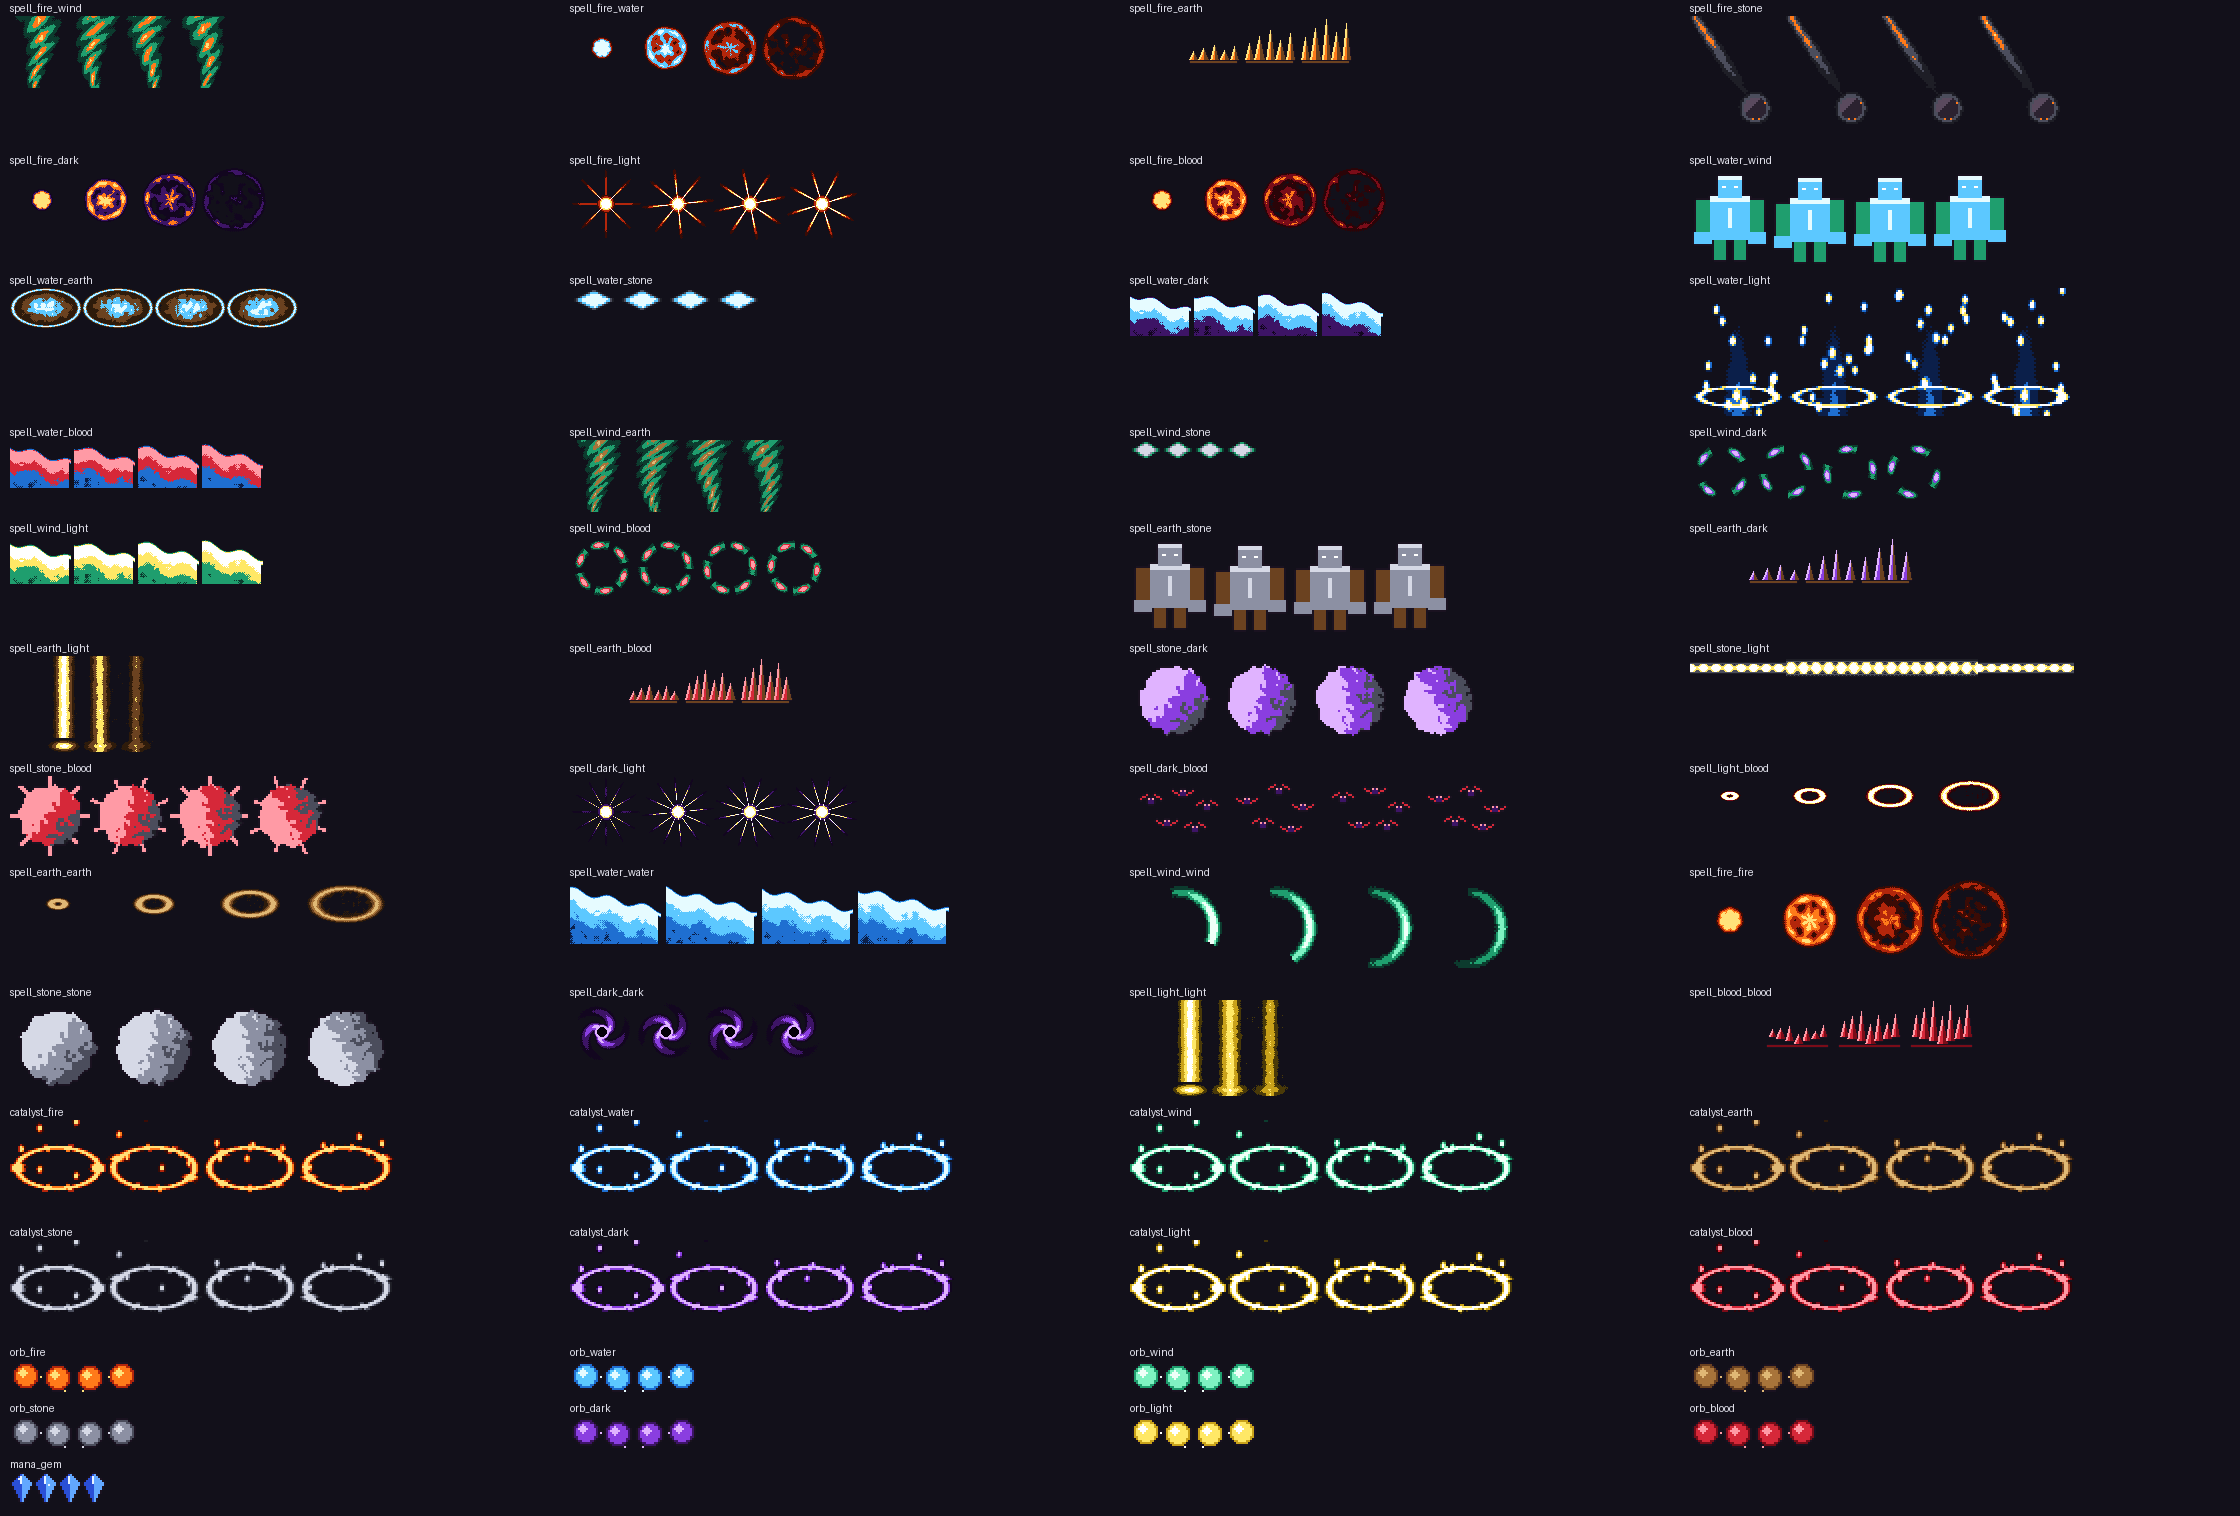 spell_fire_wind
spell_fire_water
spell_fire_earth
spell_fire_stone
spell_fire_dark
spell_fire_light
spell_fire_blood
spell_water_wind
spell_water_earth
spell_water_stone
spell_water_dark
spell_water_light
spell_water_blood
spell_wind_earth
spell_wind_stone
spell_wind_dark
spell_wind_light
spell_wind_blood
spell_earth_stone
spell_earth_dark
spell_earth_light
spell_earth_blood
spell_stone_dark
spell_stone_light
spell_stone_blood
spell_dark_light
spell_dark_blood
spell_light_blood
spell_earth_earth
spell_water_water
spell_wind_wind
spell_fire_fire
spell_stone_stone
spell_dark_dark
spell_light_light
spell_blood_blood
catalyst_fire
catalyst_water
catalyst_wind
catalyst_earth
catalyst_stone
catalyst_dark
catalyst_light
catalyst_blood
orb_fire
orb_water
orb_wind
orb_earth
orb_stone
orb_dark
orb_light
orb_blood
mana_gem